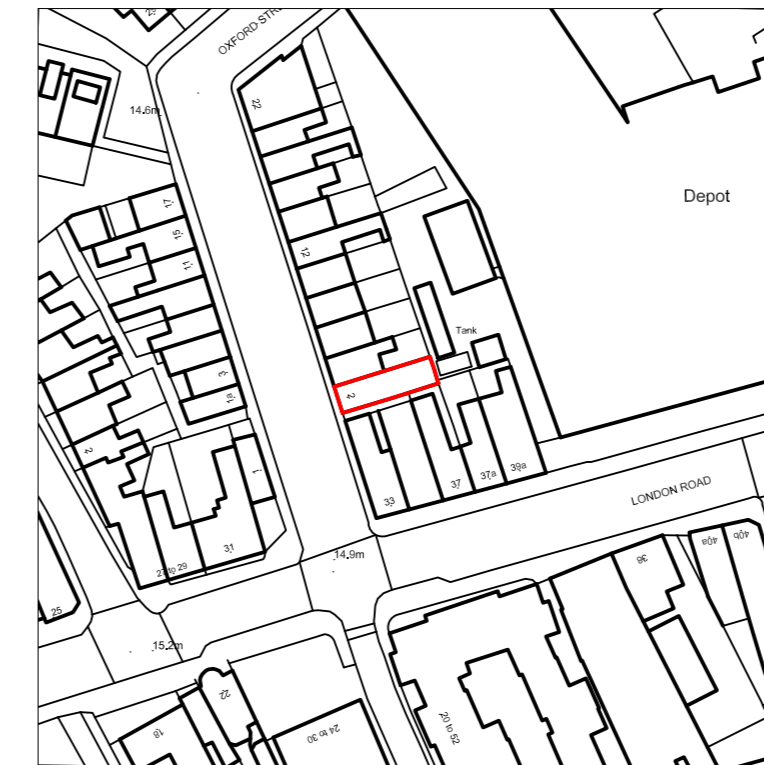 OXFORD STRE
22
14.6m
Depot
17
15
11
12
Tank
3
1a
2
2
1
33
37
37a
39a
LONDON ROAD
31
27 to 29
14.9m
25
15.2m
36
40a
40b
22
18
24 to 30
20 to 52